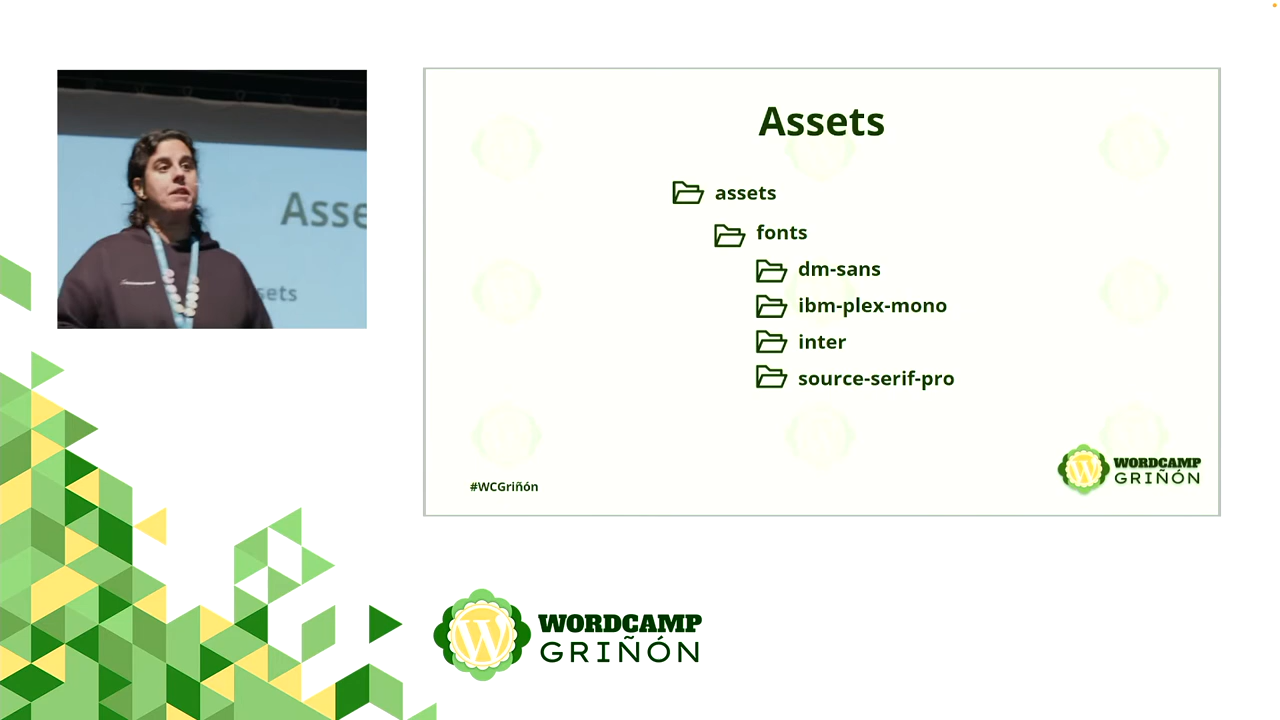 Asse
sets
Assets
assets
fonts
dm-sans
ibm-plex-mono
inter
source-serif-pro
#WCGriñón
WORDCAMP
GRIÑÓN
WORDCAMP
GRIÑÓN